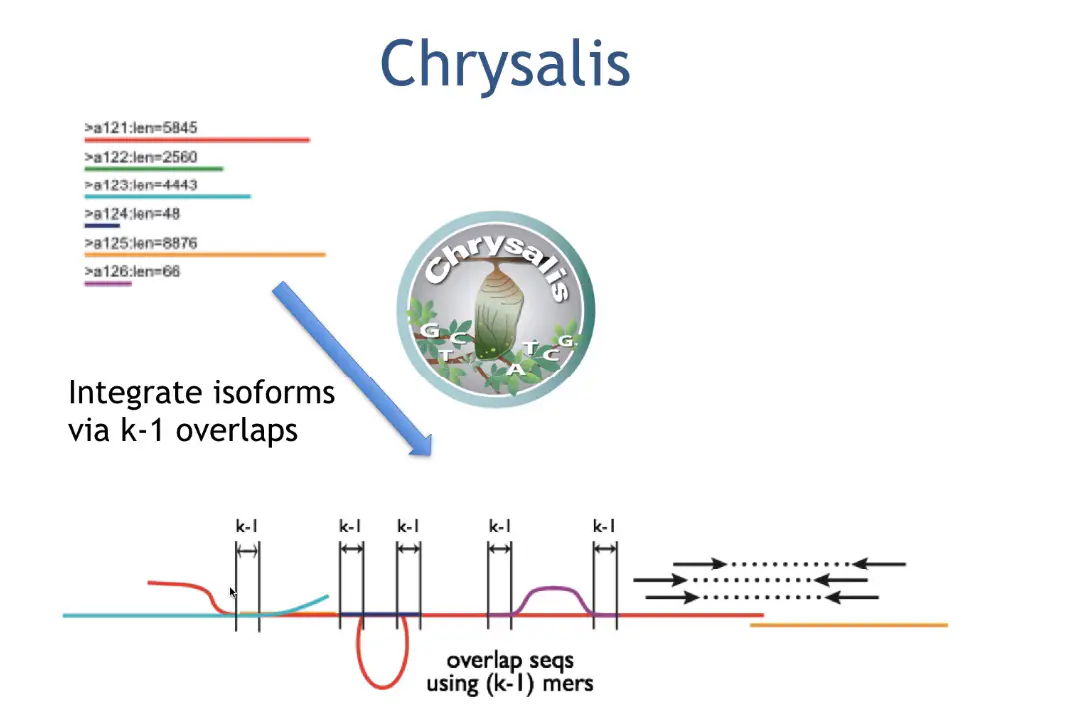 Chrysalis
>a121:len=5845
>a122:len=2560
>a123:len=4443
>a124:len=48
>a125:len=8876
>a126:len=66
Chrysalis
G C T A T C G
Integrate isoforms
via k-1 overlaps
k-1 k-1 k-1 k-1 k-1
overlap seqs
using (k-1) mers